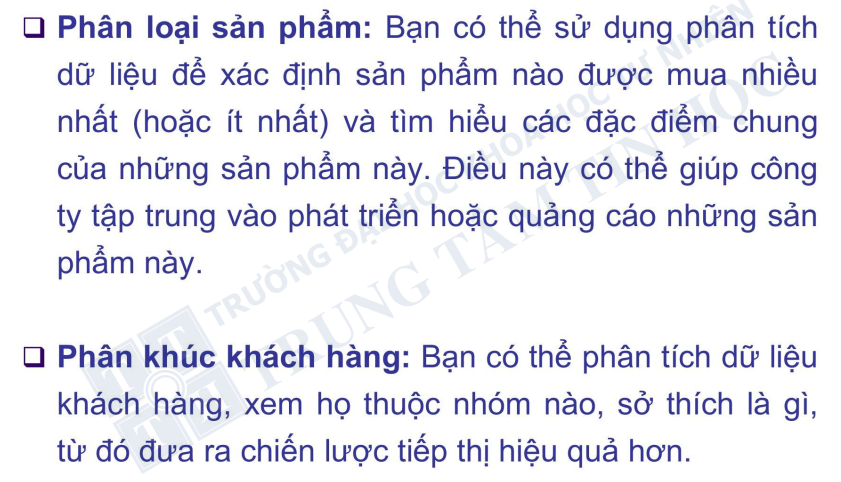 ❑ Phân loại sản phẩm: Bạn có thể sử dụng phân tích
dữ liệu để xác định sản phẩm nào được mua nhiều
nhất (hoặc ít nhất) và tìm hiểu các đặc điểm chung
của những sản phẩm này. Điều này có thể giúp công
ty tập trung vào phát triển hoặc quảng cáo những sản
phẩm này.
❑ Phân khúc khách hàng: Bạn có thể phân tích dữ liệu
khách hàng, xem họ thuộc nhóm nào, sở thích là gì,
từ đó đưa ra chiến lược tiếp thị hiệu quả hơn.
TRƯỜNG ĐẠI HỌC KHOA HỌC TỰ NHIÊN
TRUNG TÂM TIN HỌC